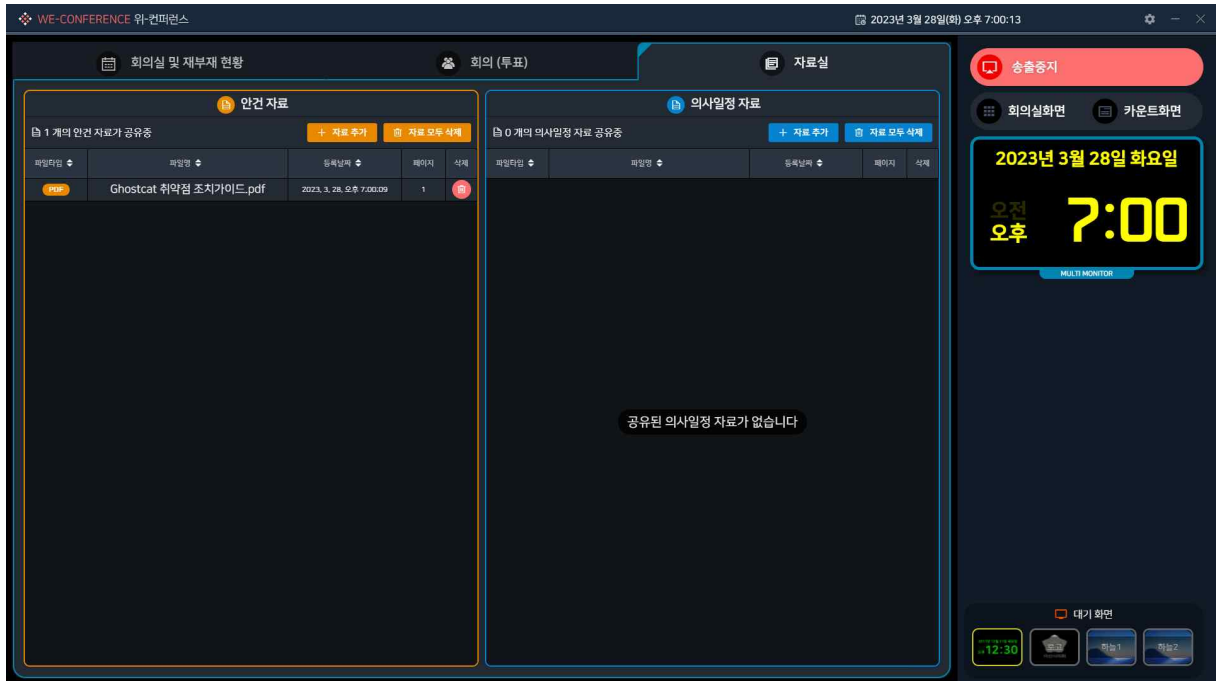 WE-CONFERENCE 위-컨퍼런스
2023년 3월 28일(화) 오후 7:00:13
회의실 및 재부재 현황
회의 (투표)
자료실
안건 자료
1 개의 안건 자료가 공유중
자료 추가
자료 모두 삭제
파일타입 파일명 등록날짜 페이지 삭제
PDF Ghostcat 취약점 조치가이드.pdf 2023, 3, 28, 오후 7:00:09 1
의사일정 자료
0 개의 의사일정 자료 공유중
자료 추가
자료 모두 삭제
파일타입 파일명 등록날짜 페이지 삭제
공유된 의사일정 자료가 없습니다
송출중지
회의실화면
카운트화면
2023년 3월 28일 화요일
오전
오후 7:00
MULTI MONITOR
대기 화면
12:30
하늘1
하늘2